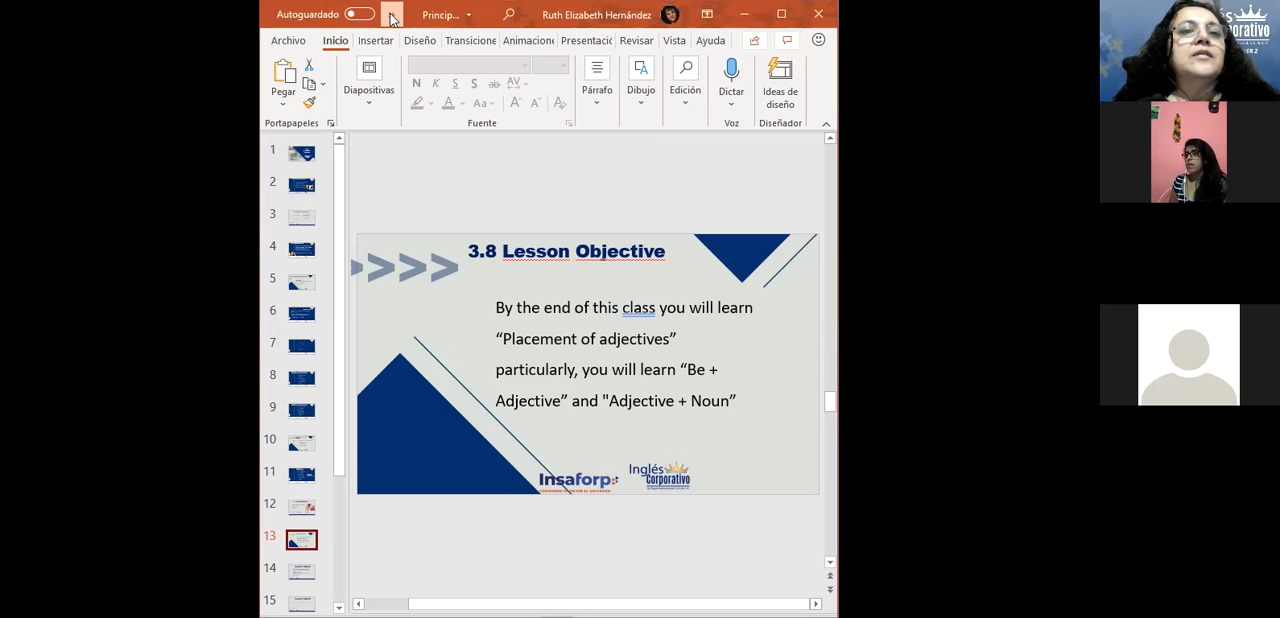 Autoguardado
Princip...
Ruth Elizabeth Hernández
Archivo Inicio Insertar Diseño Transicione Animacione Presentació Revisar Vista Ayuda
Pegar
Diapositivas
N K S S ab AV
A Aa A A A
Párrafo
Dibujo
Edición
Dictar
Ideas de
diseño
Portapapeles
Fuente
Voz
Diseñador
1
2
3
4
5
6
7
8
9
10
11
12
13
14
15
>>>>
3.8 Lesson Objective
By the end of this class you will learn
“Placement of adjectives”
particularly, you will learn “Be +
Adjective” and "Adjective + Noun”
Insaforp
Inglés
Corporativo